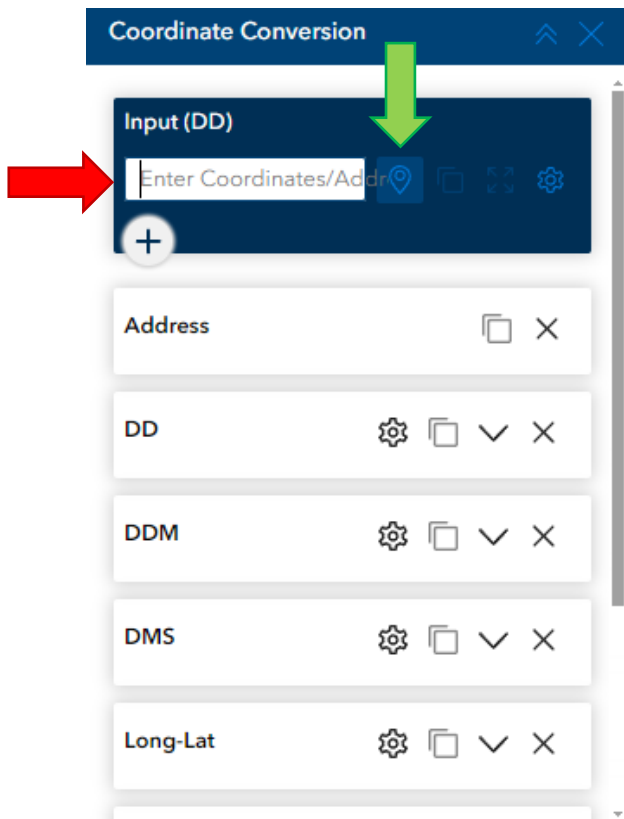 Coordinate Conversion
Input (DD)
Enter Coordinates/Addr
Address
DD
DDM
DMS
Long-Lat